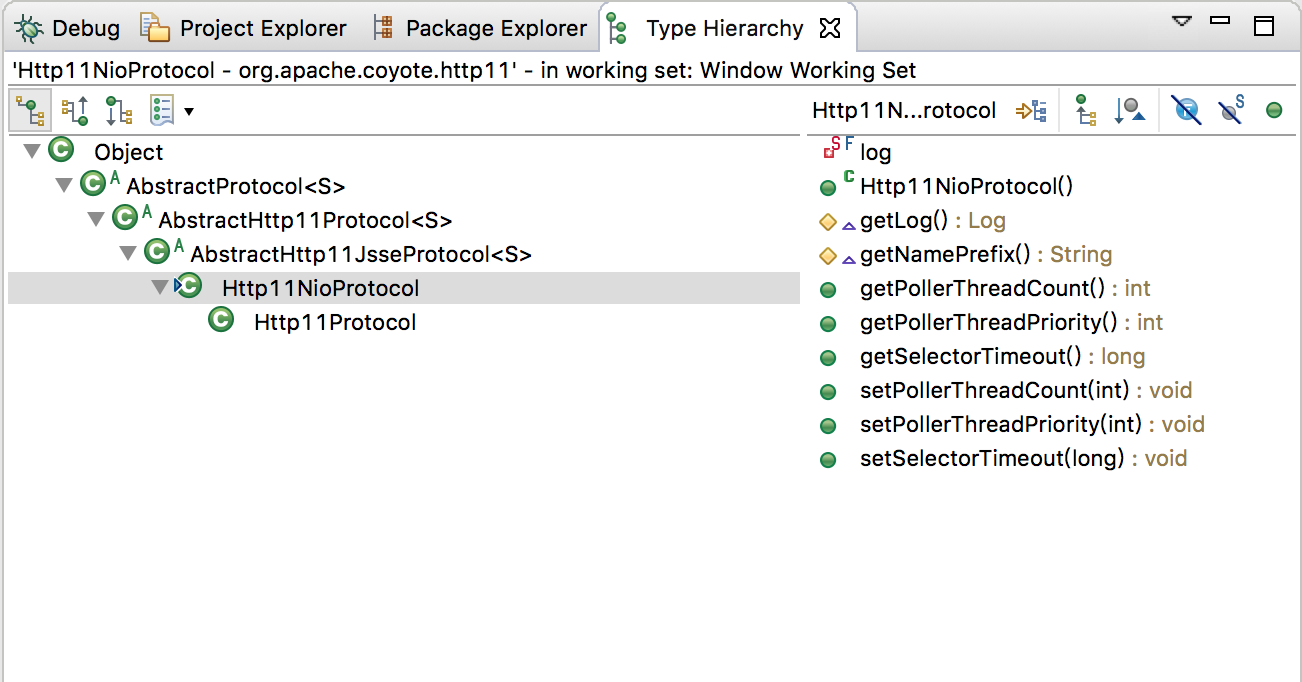 Debug Project Explorer Package Explorer Type Hierarchy
'Http11NioProtocol - org.apache.coyote.http11' - in working set: Window Working Set
Http11N...rotocol
S
Object
A AbstractProtocol<S>
A AbstractHttp11Protocol<S>
A AbstractHttp11JsseProtocol<S>
Http11NioProtocol
Http11Protocol
S F log
C Http11NioProtocol()
getLog() : Log
getNamePrefix() : String
getPollerThreadCount() : int
getPollerThreadPriority() : int
getSelectorTimeout() : long
setPollerThreadCount(int) : void
setPollerThreadPriority(int) : void
setSelectorTimeout(long) : void